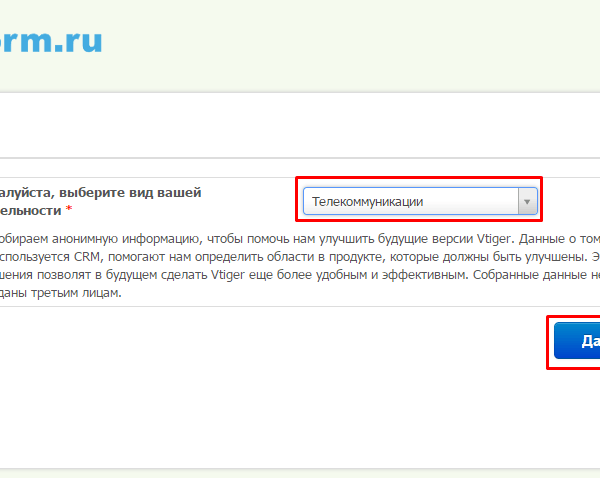 orm.ru
алуйста, выберите вид вашей
ельности *
Телекоммуникации
обираем анонимную информацию, чтобы помочь нам улучшить будущие версии Vtiger. Данные о том
спользуется CRM, помогают нам определить области в продукте, которые должны быть улучшены. Э
шения позволят в будущем сделать Vtiger еще более удобным и эффективным. Собранные данные не
даны третьим лицам.
Да